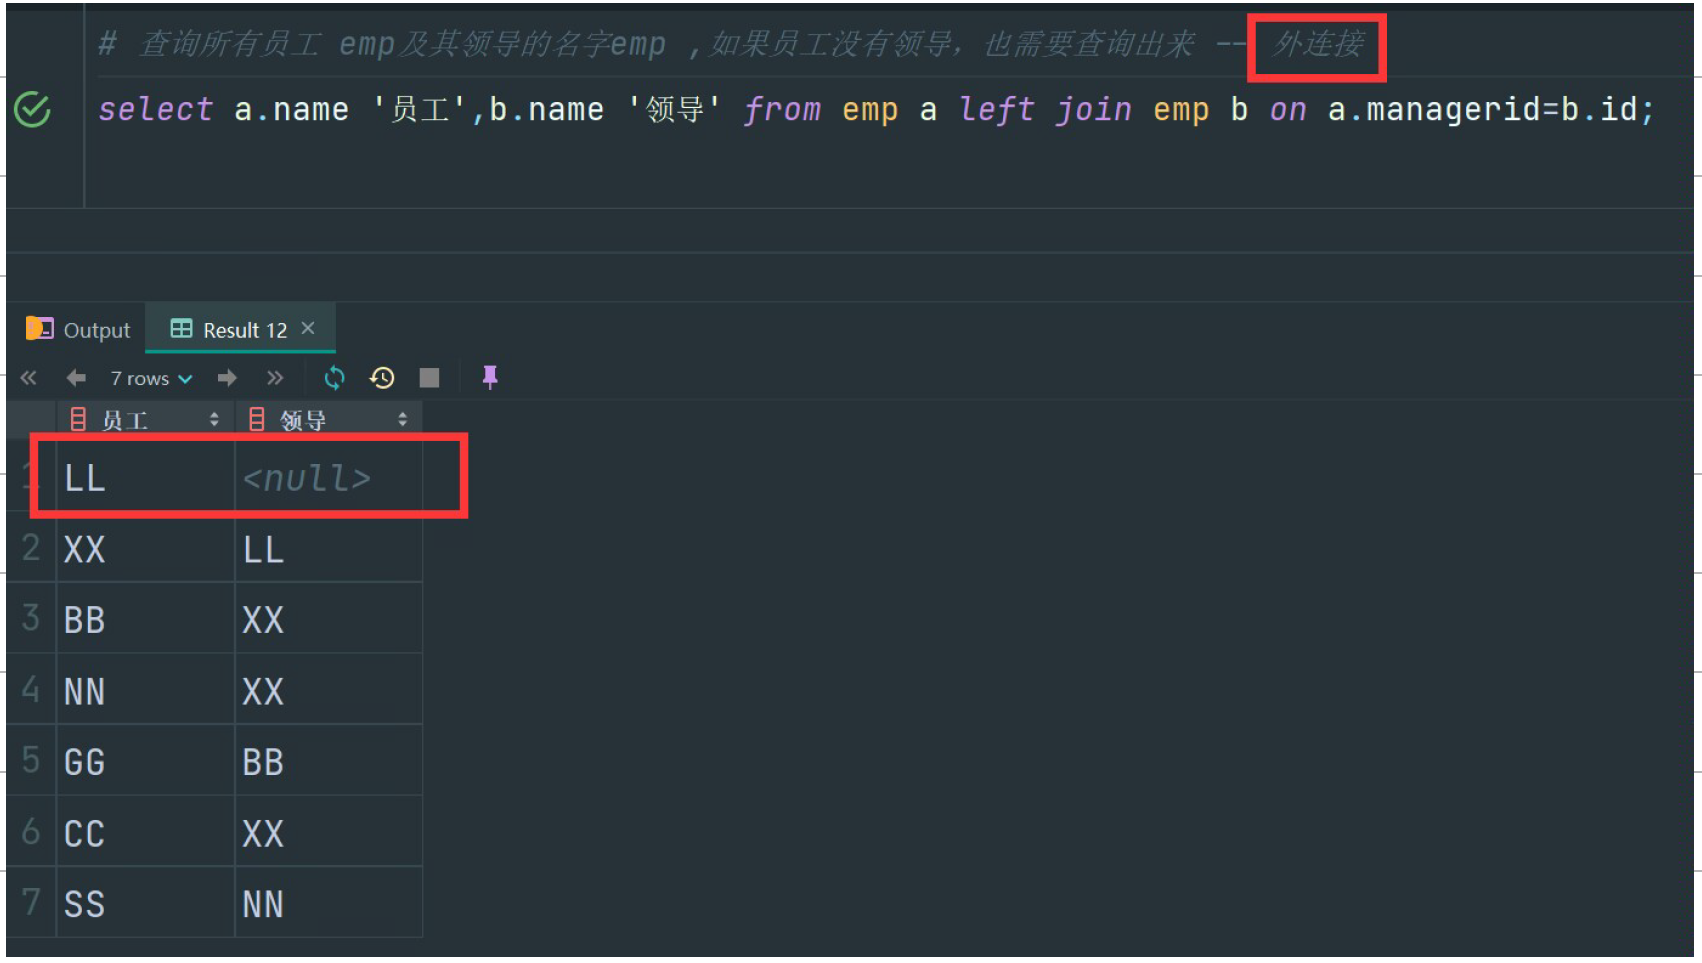 # 查询所有员工 emp及其领导的名字emp ,如果员工没有领导，也需要查询出来 -- 外连接
select a.name '员工',b.name '领导' from emp a left join emp b on a.managerid=b.id;
Output Result 12 ×
7 rows
员工 领导
1 LL <null>
2 XX LL
3 BB XX
4 NN XX
5 GG BB
6 CC XX
7 SS NN